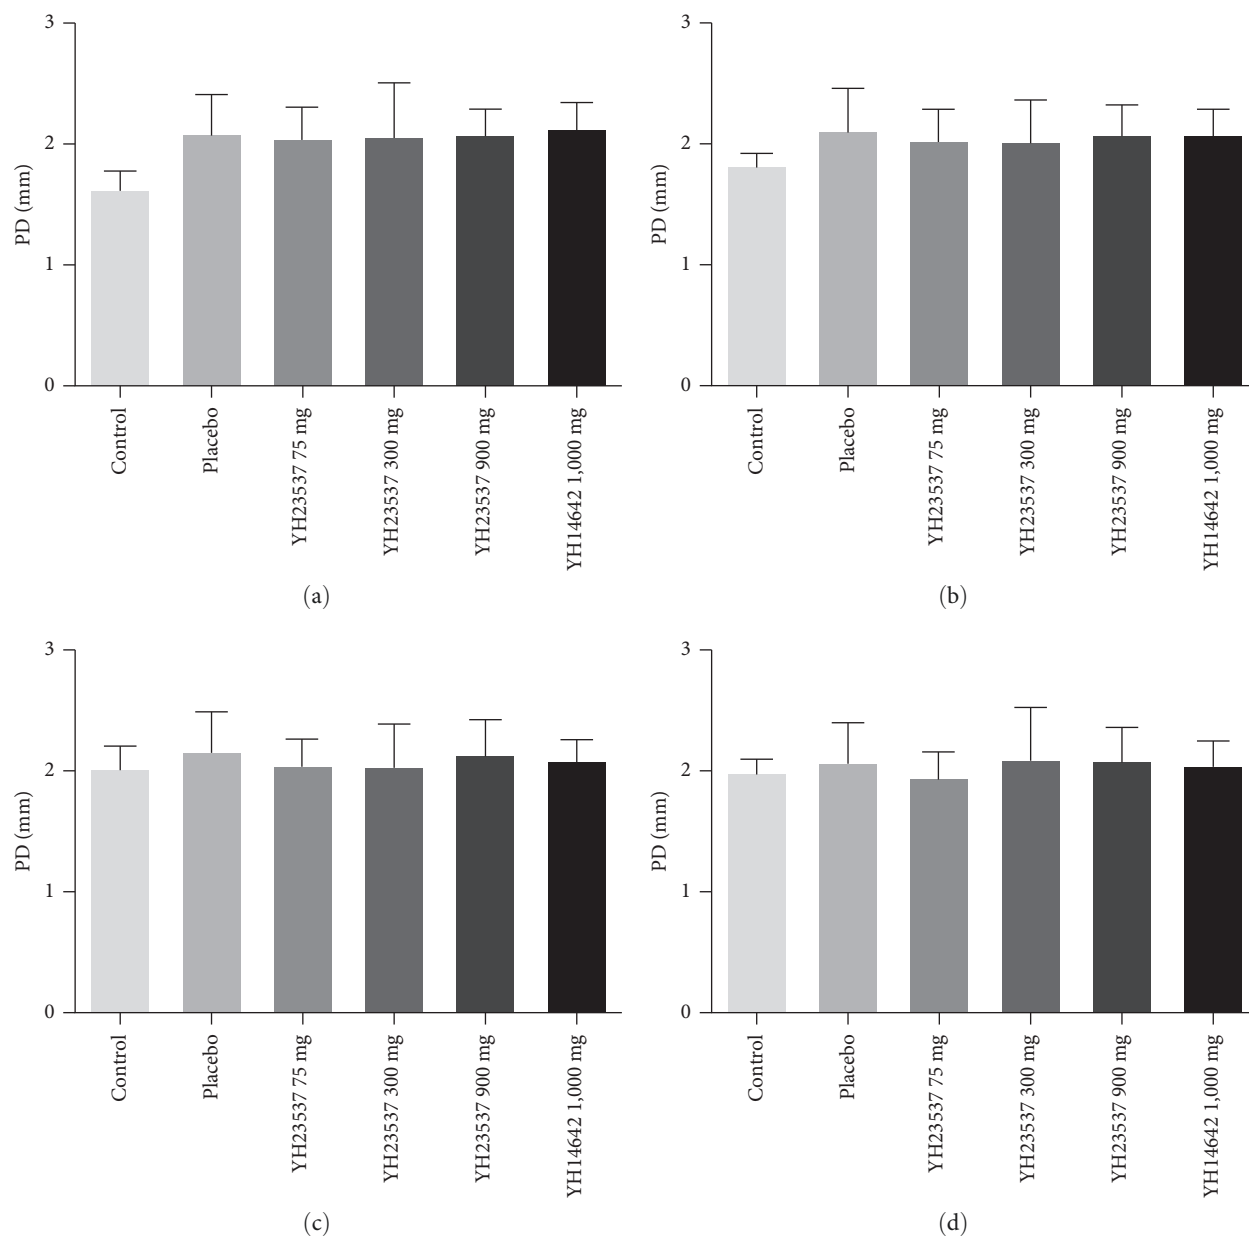 3
2
1
0
PD (mm)
Control
Placebo
YH23537 75 mg
YH23537 300 mg
YH23537 900 mg
YH14642 1,000 mg
(a)
3
2
1
0
PD (mm)
Control
Placebo
YH23537 75 mg
YH23537 300 mg
YH23537 900 mg
YH14642 1,000 mg
(b)
3
2
1
0
PD (mm)
Control
Placebo
YH23537 75 mg
YH23537 300 mg
YH23537 900 mg
YH14642 1,000 mg
(c)
3
2
1
0
PD (mm)
Control
Placebo
YH23537 75 mg
YH23537 300 mg
YH23537 900 mg
YH14642 1,000 mg
(d)